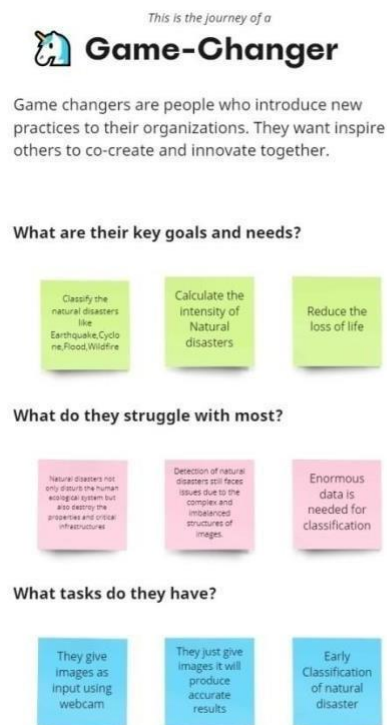 This is the journey of a
Game-Changer
Game changers are people who introduce new
practices to their organizations. They want inspire
others to co-create and innovate together.
What are their key goals and needs?
Classify the
natural disasters
like
Earthquake,Cyclo
ne,Flood,Wildfire
Calculate the
intensity of
Natural
disasters
Reduce the
loss of life
What do they struggle with most?
Natural disasters not
only disturb the human
ecological system but
also destroy the
properties and critical
infrastructures
Detection of natural
disasters still faces
issues due to the
complex and
imbalanced
structures of
images.
Enormous
data is
needed for
classification
What tasks do they have?
They give
images as
input using
webcam
They just give
images it will
produce
accurate
results
Early
Classification
of natural
disaster